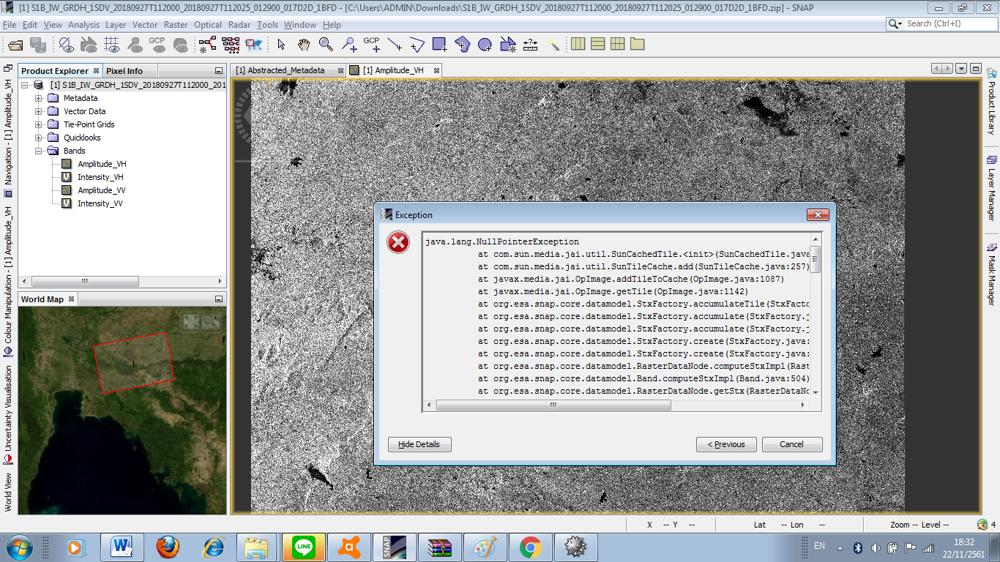 [1] S1B_IW_GRDH_1SDV_20180927T112000_20180927T112025_012900_017D2D_1BFD - [C:\Users\ADMIN\Downloads\S1B_IW_GRDH_1SDV_20180927T112000_20180927T112025_012900_017D2D_1BFD.zip] - SNAP
File Edit View Analysis Layer Vector Raster Optical Radar Tools Window Help
Search (Ctrl+I)
GCP GCP
Product Explorer Pixel Info
[1] Abstracted_Metadata [1] Amplitude_VH
[1] S1B_IW_GRDH_1SDV_20180927T112000_201
Metadata
Vector Data
Tie-Point Grids
Quicklooks
Bands
Amplitude_VH
Intensity_VH
Amplitude_VV
Intensity_VV
World Map
1
Navigation - [1] Amplitude_VH
Colour Manipulation - [1] Amplitude_VH
Uncertainty Visualisation
World View
Product Library
Layer Manager
Mask Manager
SNAP
Exception
java.lang.NullPointerException
at com.sun.media.jai.util.SunCachedTile.<init>(SunCachedTile.java
at com.sun.media.jai.util.SunTileCache.add(SunTileCache.java:257)
at javax.media.jai.OpImage.addTileToCache(OpImage.java:1087)
at javax.media.jai.OpImage.getTile(OpImage.java:1142)
at org.esa.snap.core.datamodel.StxFactory.accumulateTile(StxFacto
at org.esa.snap.core.datamodel.StxFactory.accumulate(StxFactory.j
at org.esa.snap.core.datamodel.StxFactory.accumulate(StxFactory.j
at org.esa.snap.core.datamodel.StxFactory.create(StxFactory.java:
at org.esa.snap.core.datamodel.StxFactory.create(StxFactory.java:
at org.esa.snap.core.datamodel.RasterDataNode.computeStxImpl(Rast
at org.esa.snap.core.datamodel.Band.computeStxImpl(Band.java:504)
at org.esa.snap.core.datamodel.RasterDataNode.getStx(RasterDataNo
Hide Details
< Previous
Cancel
X -- Y -- Lat -- Lon -- Zoom -- Level -- 4
W
LINE
SNAP
EN
18:32
22/11/2561